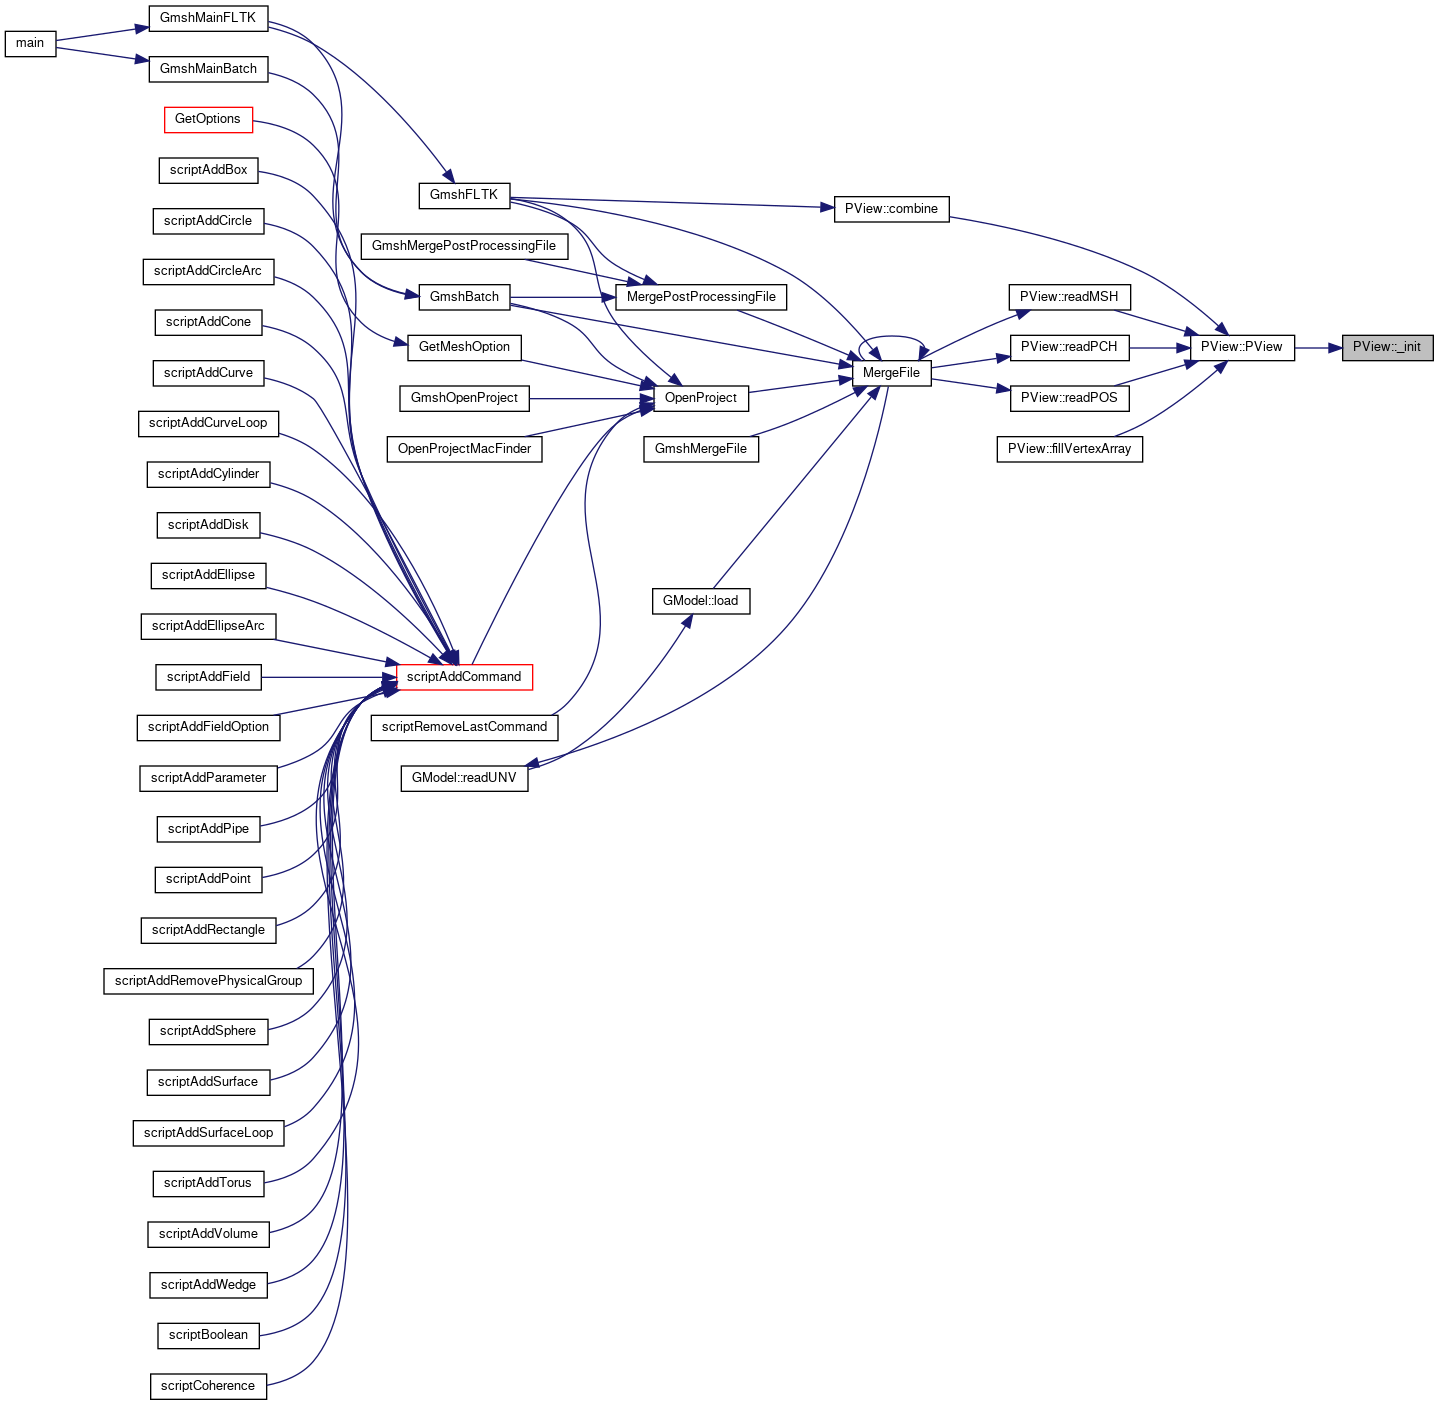 main
GmshMainFLTK
GmshMainBatch
GetOptions
scriptAddBox
scriptAddCircle
scriptAddCircleArc
scriptAddCone
scriptAddCurve
scriptAddCurveLoop
scriptAddCylinder
scriptAddDisk
scriptAddEllipse
scriptAddEllipseArc
scriptAddField
scriptAddFieldOption
scriptAddParameter
scriptAddPipe
scriptAddPoint
scriptAddRectangle
scriptAddRemovePhysicalGroup
scriptAddSphere
scriptAddSurface
scriptAddSurfaceLoop
scriptAddTorus
scriptAddVolume
scriptAddWedge
scriptBoolean
scriptCoherence
GmshFLTK
GmshMergePostProcessingFile
GmshBatch
GetMeshOption
GmshOpenProject
OpenProjectMacFinder
scriptAddCommand
scriptRemoveLastCommand
GModel::readUNV
MergePostProcessingFile
OpenProject
GmshMergeFile
GModel::load
PView::combine
MergeFile
PView::readMSH
PView::readPCH
PView::readPOS
PView::fillVertexArray
PView::PView
PView::_init